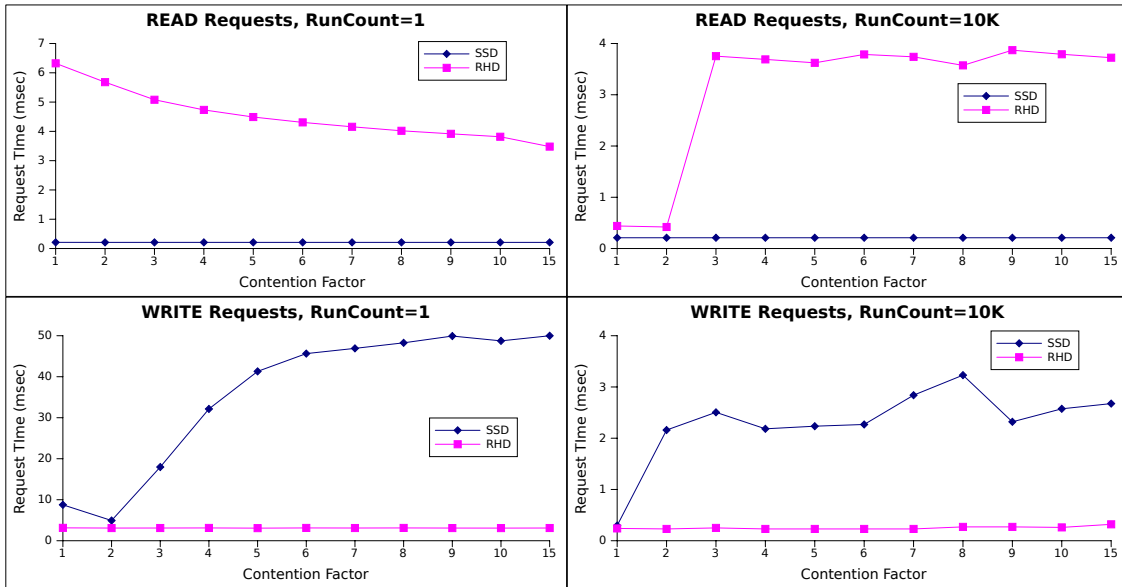 READ Requests, RunCount=1
7
6
5
4
3
2
1
0
Request TIme (msec)
SSD
RHD
1 2 3 4 5 6 7 8 9 10 15
Contention Factor
READ Requests, RunCount=10K
4
3
2
1
0
Request TIme (msec)
SSD
RHD
1 2 3 4 5 6 7 8 9 10 15
Contention Factor
WRITE Requests, RunCount=1
50
40
30
20
10
0
Request TIme (msec)
SSD
RHD
1 2 3 4 5 6 7 8 9 10 15
Contention Factor
WRITE Requests, RunCount=10K
4
3
2
1
0
Request TIme (msec)
SSD
RHD
1 2 3 4 5 6 7 8 9 10 15
Contention Factor